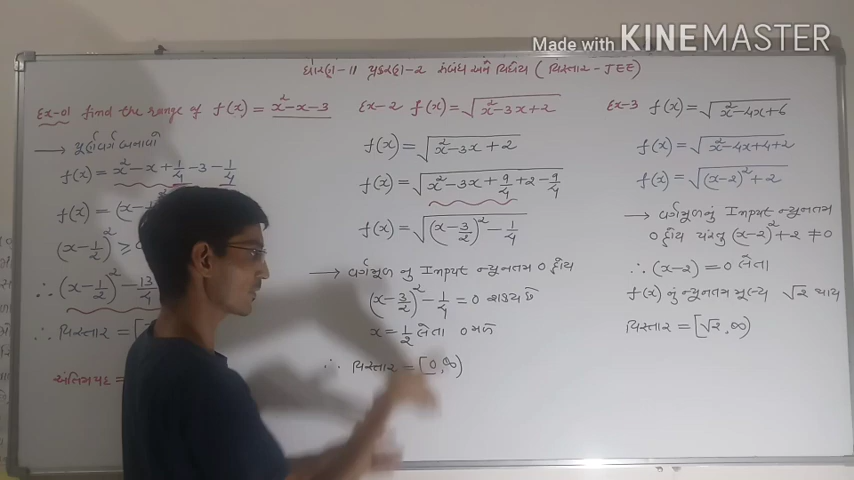 Made with KINEMASTER
ધોરણ-11 પ્રકરણ-2 સંબંધ અને વિધેય (વિસ્તાર-JEE)
Ex-01 find the range of f(x) = x²-x-3
→ પૂર્ણવર્ગ બનાવો
f(x) = x²-x+1/4-3-1/4
f(x) = (x-
(x-1/2)² ≥ 0
∴ (x-1/2)² - 13/4
∴ વિસ્તાર = [
અંતિમપદ =
Ex-2 f(x) = √(x²-3x+2)
f(x) = √(x²-3x+2)
f(x) = √(x²-3x+9/4+2-9/4)
f(x) = √((x-3/2)²-1/4)
→ વર્ગમૂળ નુ Input ન્યુનતમ 0 હોય
(x-3/2)²-1/4 = 0 શક્ય છે
x = 1/2 લેતા 0 મળે
∴ વિસ્તાર = [0,∞)
Ex-3 f(x) = √(x²-4x+6)
f(x) = √(x²-4x+4+2)
f(x) = √((x-2)²+2)
→ વર્ગમૂળનું Input ન્યુનતમ
0 હોય પરંતુ (x-2)²+2 ≠ 0
∴ (x-2) = 0 લેતા
f(x) નું ન્યુનતમ મૂલ્ય √2 થાય
વિસ્તાર = [√2,∞)